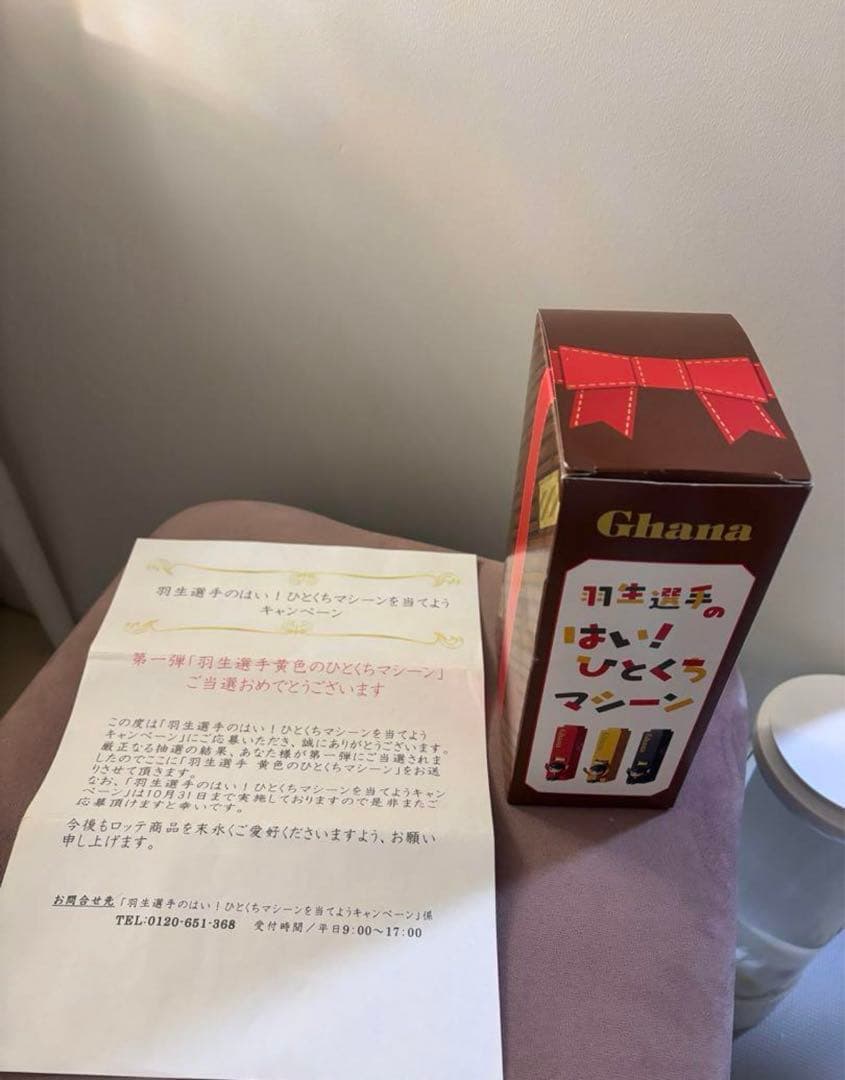 羽生選手のはい！ひとくちマシーンを当てよう
キャンペーン
第一弾「羽生選手黄色のひとくちマシーン」
ご当選おめでとうございます
この度は「羽生選手のはい！ひとくちマシーンを当てよう
キャンペーン」にご応募いただき、誠にありがとうございます。
厳正なる抽選の結果、あなた様が第一弾にご当選されま
したのでここに「羽生選手 黄色のひとくちマシーン」をお送
りさせて頂きます。
なお、「羽生選手のはい！ひとくちマシーンを当てようキャン
ペーン」は10月31日まで実施しておりますので是非またご
応募頂けますと幸いです。
今後もロッテ商品を末永くご愛好くださいますよう、お願い
申し上げます。
お問合せ先/「羽生選手のはい！ひとくちマシーンを当てようキャンペーン」係
TEL:0120-651-368 受付時間／平日9:00〜17:00
Ghana
羽生選手の
はい!
ひとくち
マシーン
Ghana
Ghana
Ghana